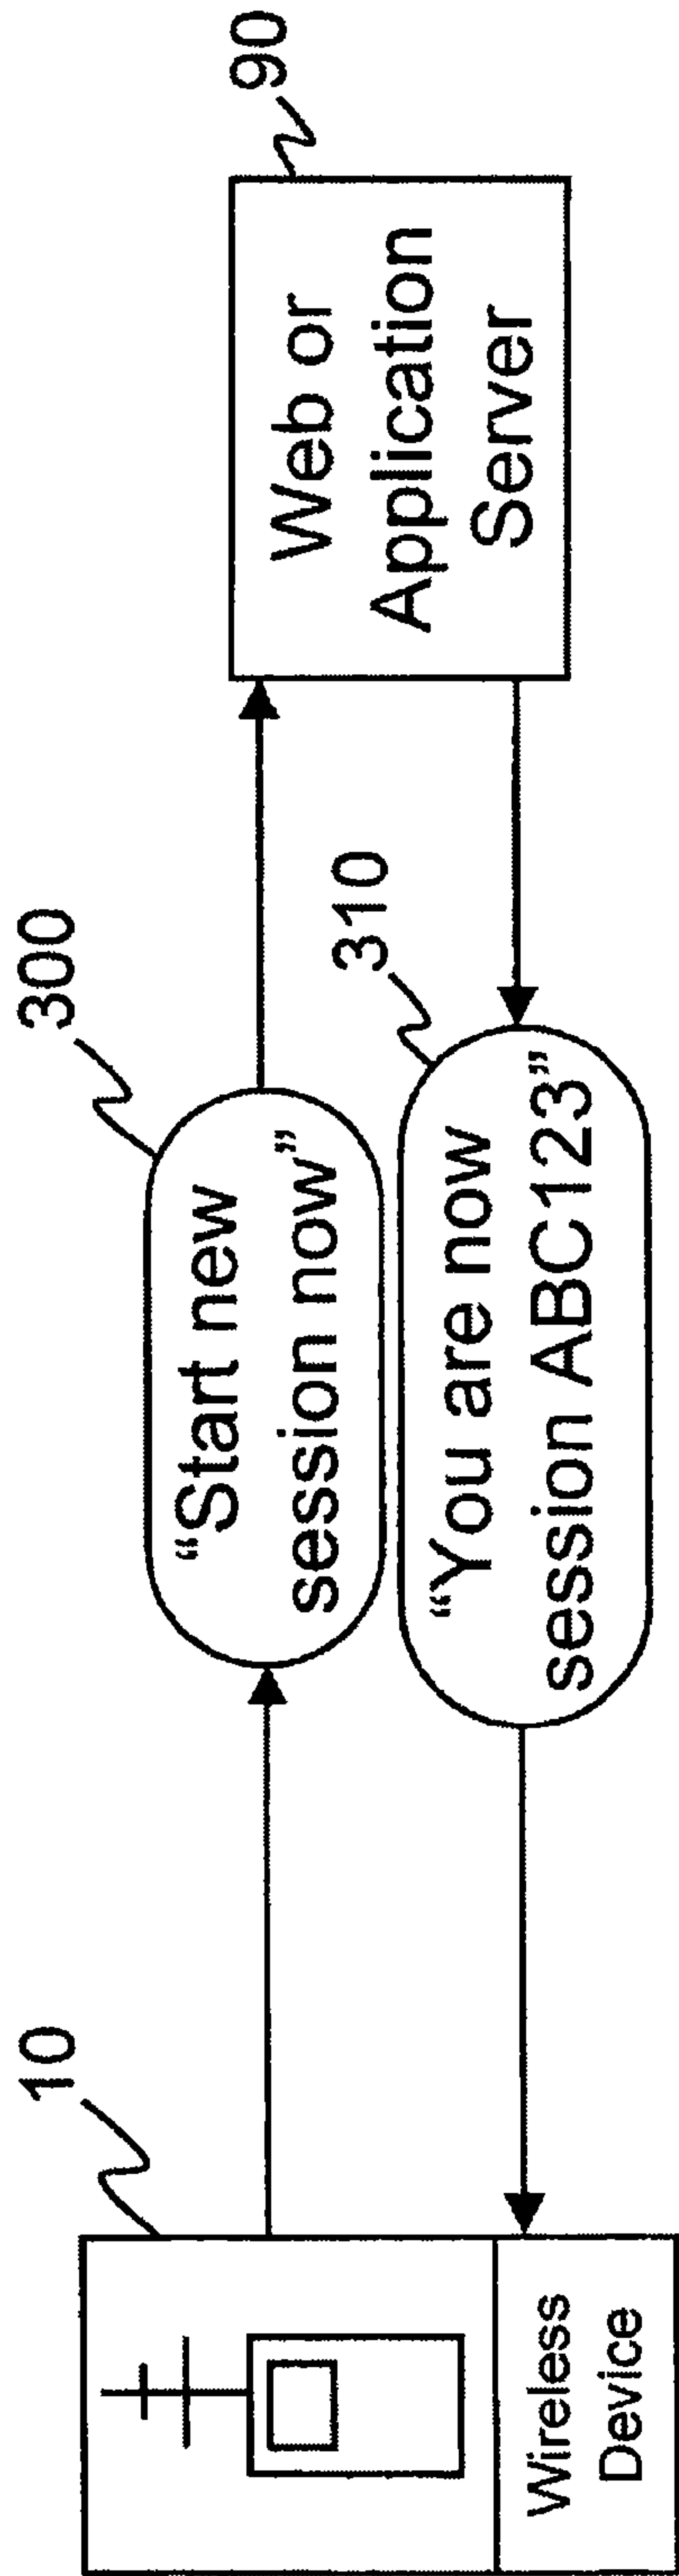 10
Wireless
Device
300
“Start new
session now”
310
“You are now
session ABC123”
90
Web or
Application
Server